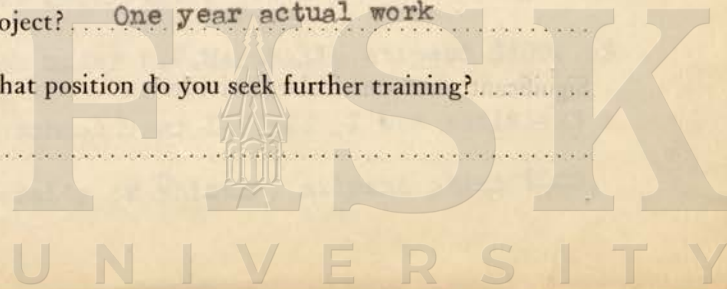 oject? One year actual work
hat position do you seek further training?
FISK
UNIVERSITY